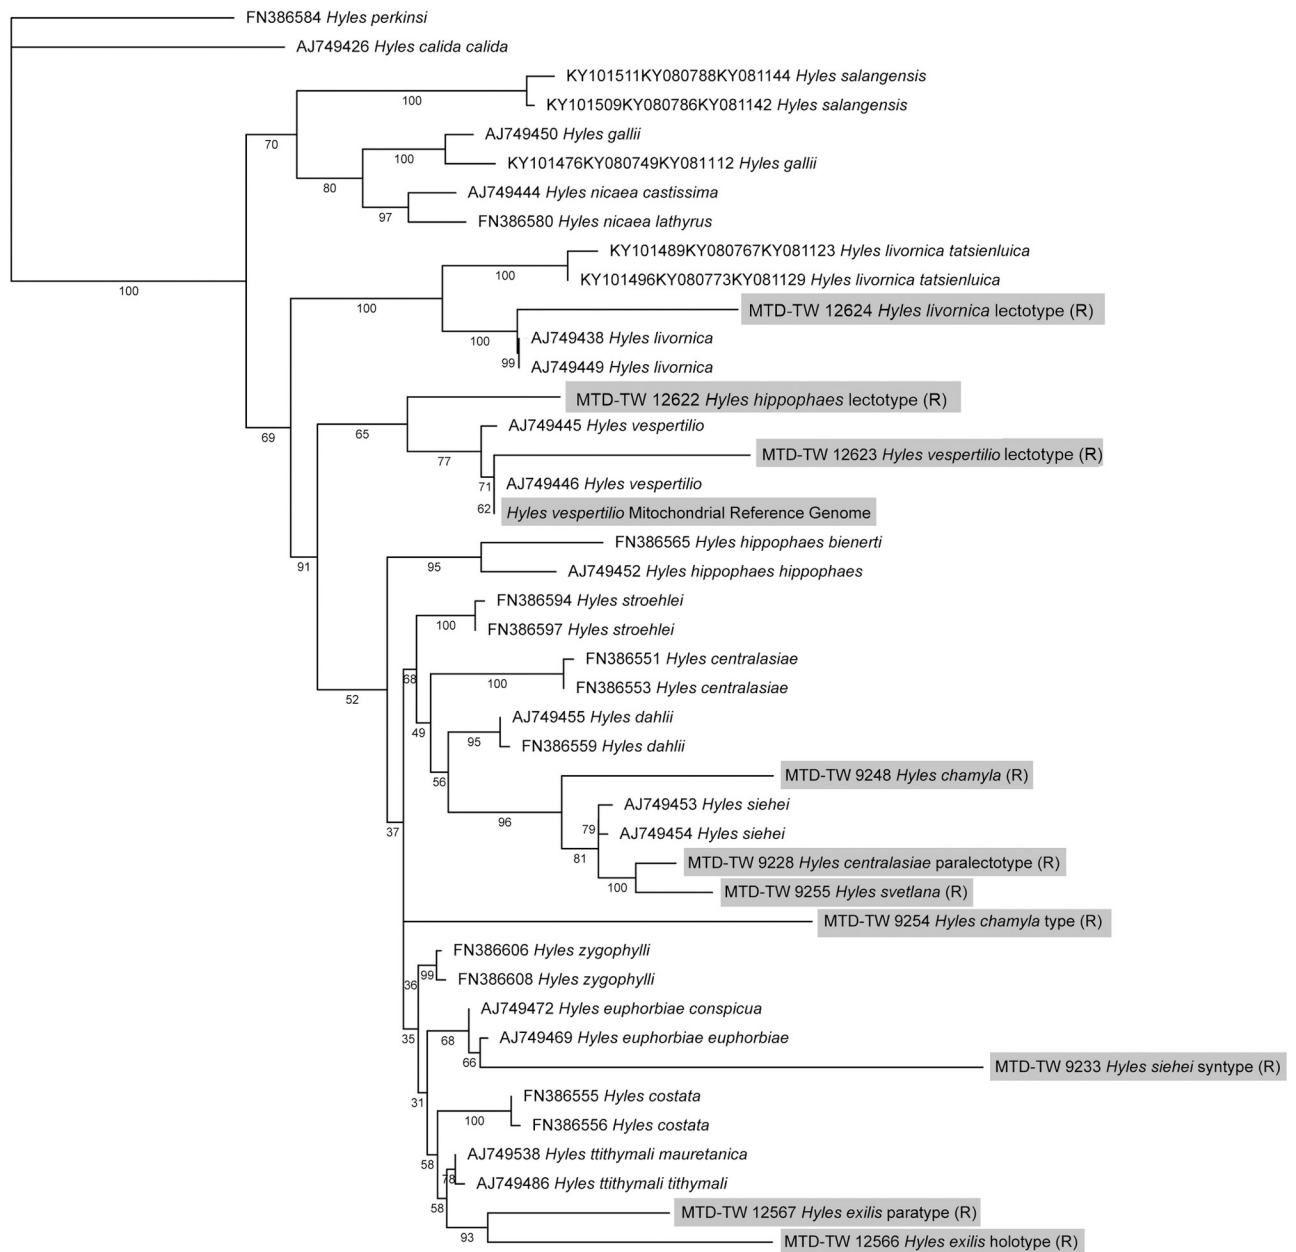 FN386584 Hyles perkinsi
AJ749426 Hyles calida calida
KY101511KY080788KY081144 Hyles salangensis
100
KY101509KY080786KY081142 Hyles salangensis
70
AJ749450 Hyles gallii
100
KY101476KY080749KY081112 Hyles gallii
80
AJ749444 Hyles nicaea castissima
97
FN386580 Hyles nicaea lathyrus
KY101489KY080767KY081123 Hyles livornica tatsienluica
100
KY101496KY080773KY081129 Hyles livornica tatsienluica
100
100
MTD-TW 12624 Hyles livornica lectotype (R)
100
AJ749438 Hyles livornica
99
AJ749449 Hyles livornica
MTD-TW 12622 Hyles hippophaes lectotype (R)
69
65
AJ749445 Hyles vespertilio
77
MTD-TW 12623 Hyles vespertilio lectotype (R)
71
AJ749446 Hyles vespertilio
62
Hyles vespertilio Mitochondrial Reference Genome
FN386565 Hyles hippophaes bienerti
91
95
AJ749452 Hyles hippophaes hippophaes
FN386594 Hyles stroehlei
100
FN386597 Hyles stroehlei
FN386551 Hyles centralasiae
68
100
FN386553 Hyles centralasiae
52
AJ749455 Hyles dahlii
49
95
FN386559 Hyles dahlii
56
MTD-TW 9248 Hyles chamyla (R)
AJ749453 Hyles siehei
96
79
AJ749454 Hyles siehei
37
81
MTD-TW 9228 Hyles centralasiae paralectotype (R)
100
MTD-TW 9255 Hyles svetlana (R)
MTD-TW 9254 Hyles chamyla type (R)
FN386606 Hyles zygophylli
36
99
FN386608 Hyles zygophylli
AJ749472 Hyles euphorbiae conspicua
35
68
AJ749469 Hyles euphorbiae euphorbiae
66
MTD-TW 9233 Hyles siehei syntype (R)
31
FN386555 Hyles costata
100
FN386556 Hyles costata
AJ749538 Hyles ttithymali mauretanica
58
78
AJ749486 Hyles ttithymali tithymali
58
MTD-TW 12567 Hyles exilis paratype (R)
93
MTD-TW 12566 Hyles exilis holotype (R)